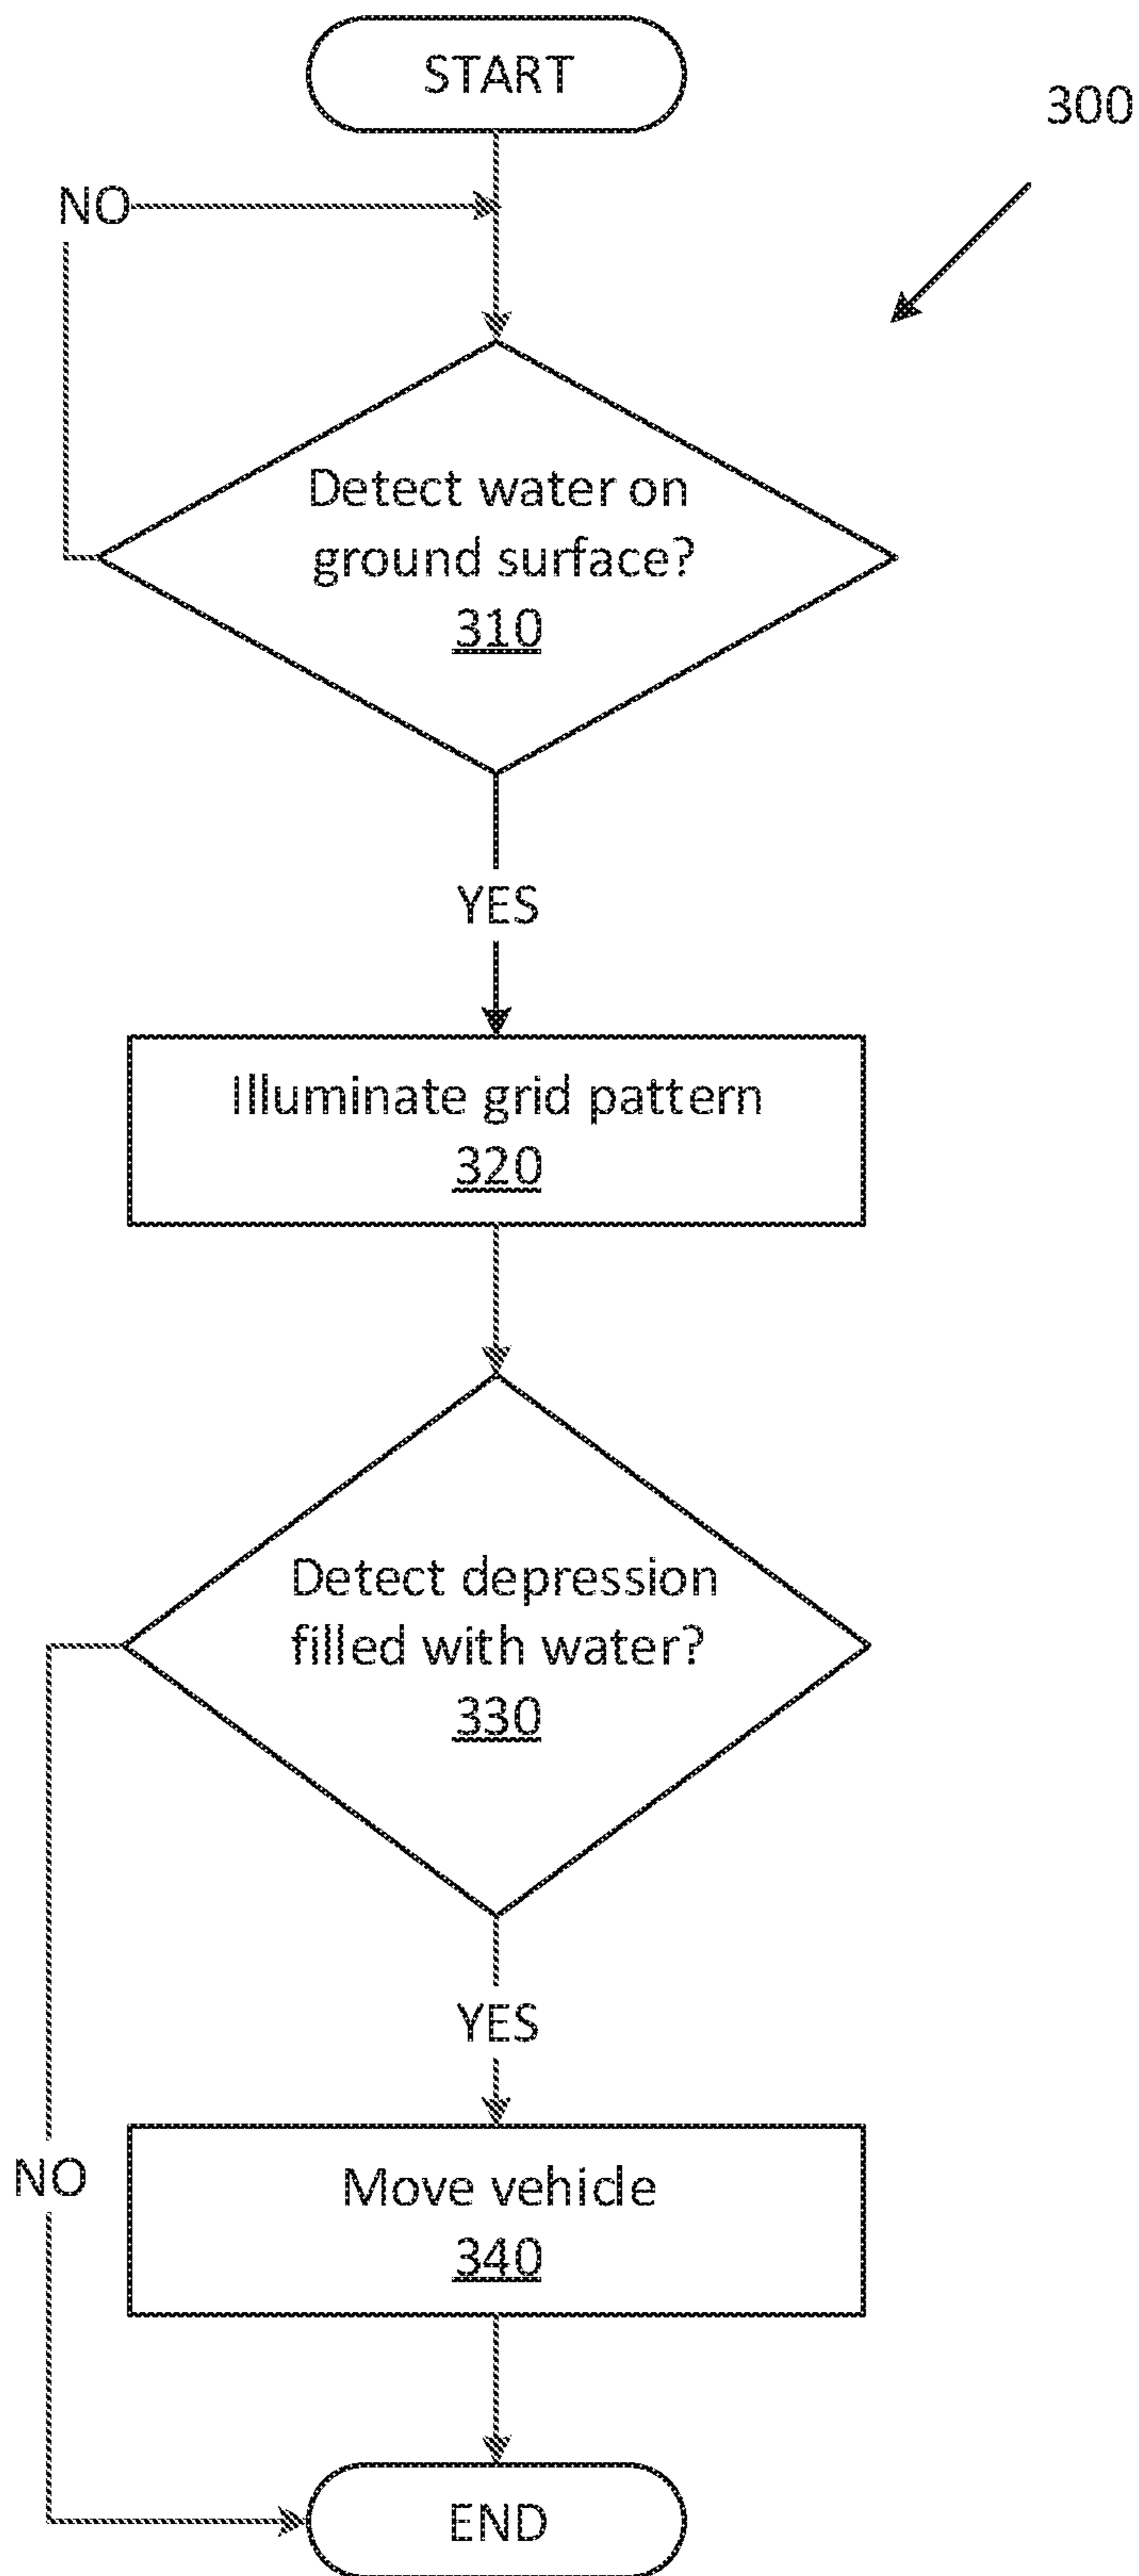 START
300
NO
Detect water on
ground surface?
310
YES
Illuminate grid pattern
320
Detect depression
filled with water?
330
YES
NO
Move vehicle
340
END